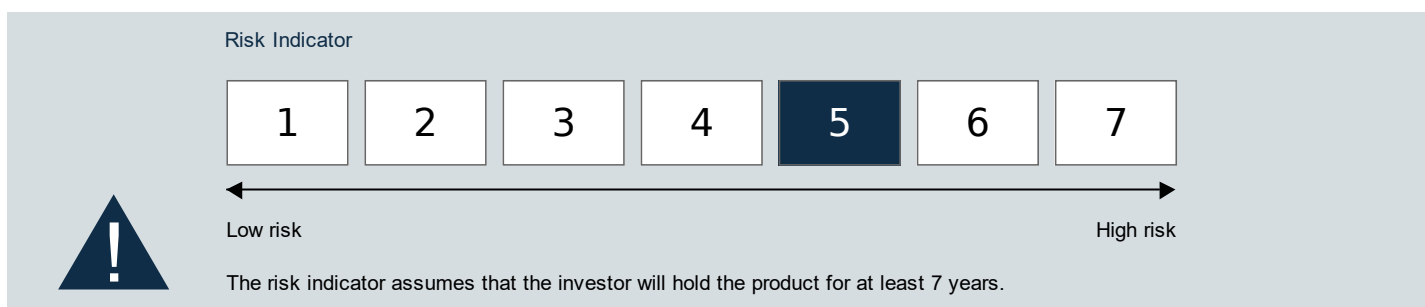 Risk Indicator
1 2 3 4 5 6 7
Low risk High risk
!
The risk indicator assumes that the investor will hold the product for at least 7 years.